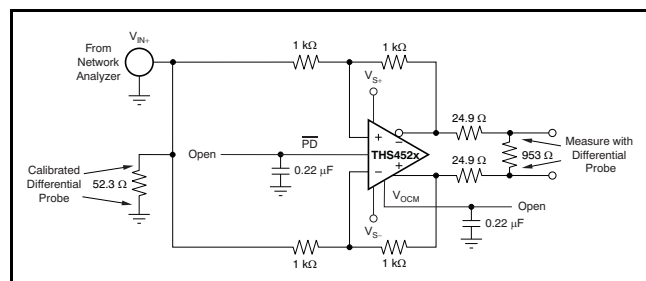 From
Network
Analyzer
V_IN+
1 kΩ
1 kΩ
V_S+
24.9 Ω
PD
Open
0.22 µF
+
−
THS452x
−
+
Measure with
Differential
Probe
953 Ω
24.9 Ω
Calibrated
Differential
Probe
52.3 Ω
V_OCM
Open
0.22 µF
V_S−
1 kΩ
1 kΩ